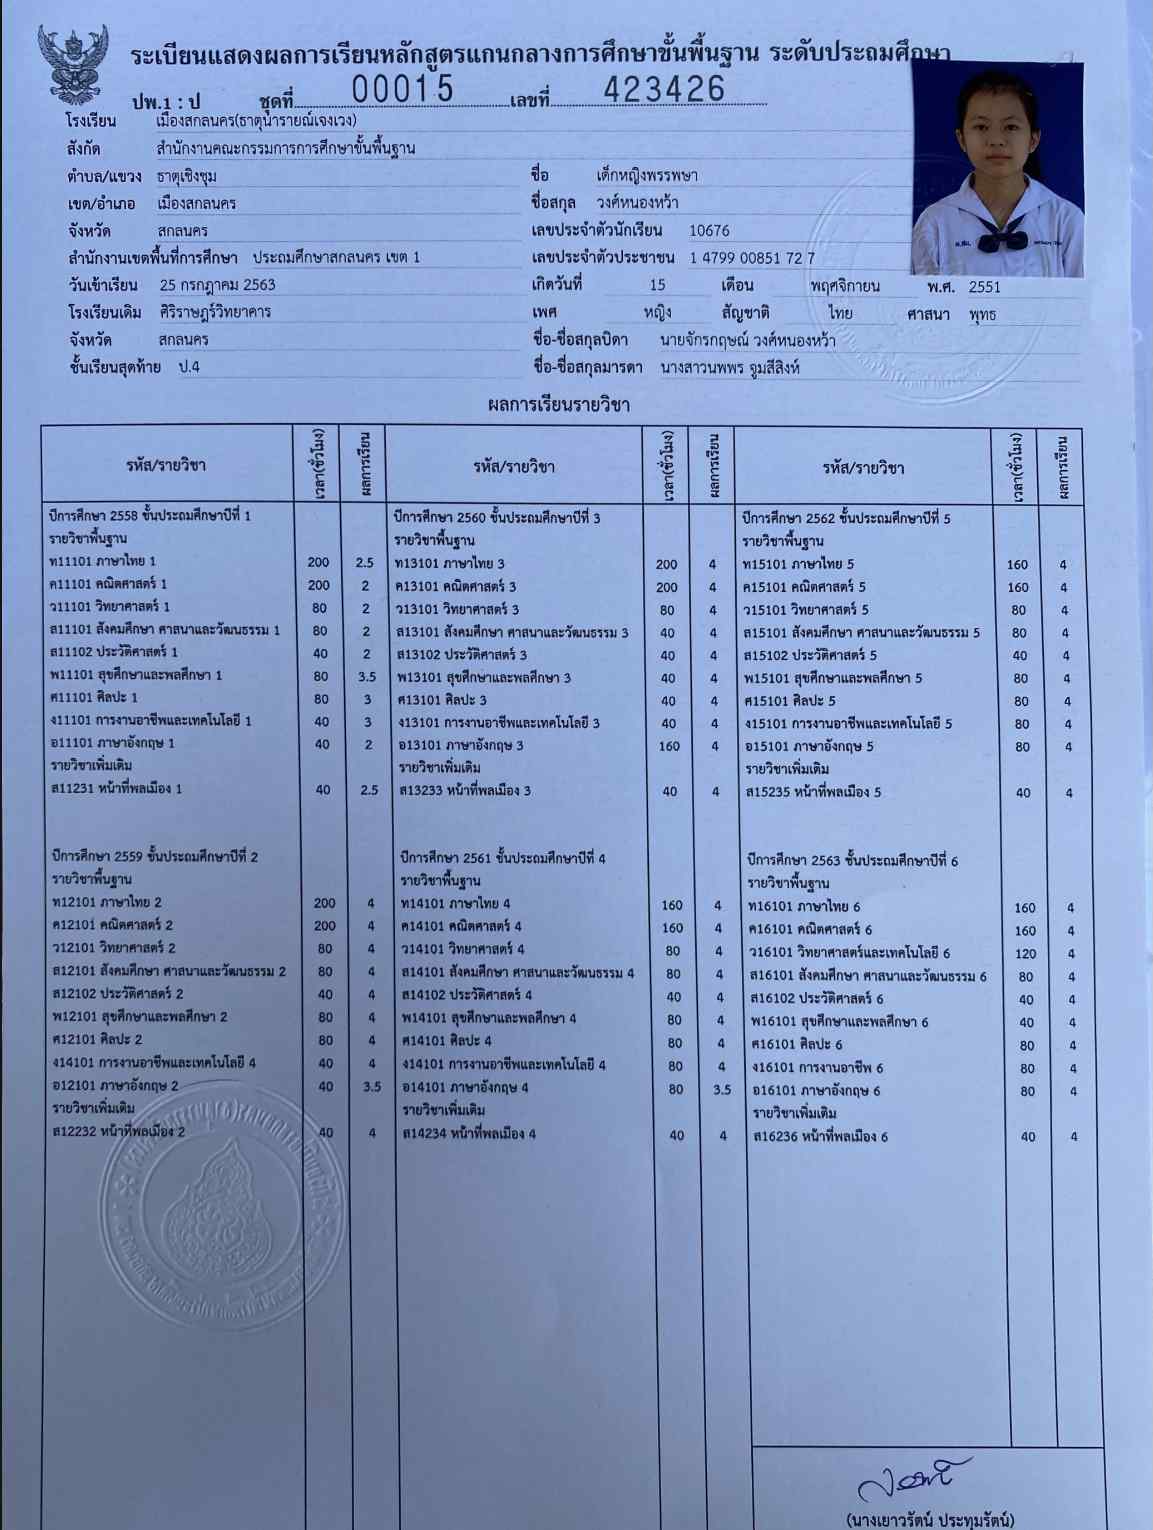 ระเบียนแสดงผลการเรียนหลักสูตรแกนกลางการศึกษาขั้นพื้นฐาน ระดับประถมศึกษา
ปพ.1 : ป ชุดที่ 00015 เลขที่ 423426
โรงเรียน เมืองสกลนคร(ธาตุนารายณ์เจงเวง)
สังกัด สำนักงานคณะกรรมการการศึกษาขั้นพื้นฐาน
ตำบล/แขวง ธาตุเชิงชุม
เขต/อำเภอ เมืองสกลนคร
จังหวัด สกลนคร
สำนักงานเขตพื้นที่การศึกษา ประถมศึกษาสกลนคร เขต 1
วันเข้าเรียน 25 กรกฎาคม 2563
โรงเรียนเดิม ศิริราษฎร์วิทยาคาร
จังหวัด สกลนคร
ชั้นเรียนสุดท้าย ป.4
ชื่อ เด็กหญิงพรรพษา
ชื่อสกุล วงศ์หนองหว้า
เลขประจำตัวนักเรียน 10676
เลขประจำตัวประชาชน 1 4799 00851 72 7
เกิดวันที่ 15 เดือน พฤศจิกายน พ.ศ. 2551
เพศ หญิง สัญชาติ ไทย ศาสนา พุทธ
ชื่อ-ชื่อสกุลบิดา นายจักรกฤษณ์ วงศ์หนองหว้า
ชื่อ-ชื่อสกุลมารดา นางสาวนพพร จูมสีสิงห์
ผลการเรียนรายวิชา
รหัส/รายวิชา เวลา(ชั่วโมง) ผลการเรียน
ปีการศึกษา 2558 ชั้นประถมศึกษาปีที่ 1
รายวิชาพื้นฐาน
ท11101 ภาษาไทย 1 200 2.5
ค11101 คณิตศาสตร์ 1 200 2
ว11101 วิทยาศาสตร์ 1 80 2
ส11101 สังคมศึกษา ศาสนาและวัฒนธรรม 1 80 2
ส11102 ประวัติศาสตร์ 1 40 2
พ11101 สุขศึกษาและพลศึกษา 1 80 3.5
ศ11101 ศิลปะ 1 80 3
ง11101 การงานอาชีพและเทคโนโลยี 1 40 3
อ11101 ภาษาอังกฤษ 1 40 2
รายวิชาเพิ่มเติม
ส11231 หน้าที่พลเมือง 1 40 2.5
ปีการศึกษา 2559 ชั้นประถมศึกษาปีที่ 2
รายวิชาพื้นฐาน
ท12101 ภาษาไทย 2 200 4
ค12101 คณิตศาสตร์ 2 200 4
ว12101 วิทยาศาสตร์ 2 80 4
ส12101 สังคมศึกษา ศาสนาและวัฒนธรรม 2 80 4
ส12102 ประวัติศาสตร์ 2 40 4
พ12101 สุขศึกษาและพลศึกษา 2 80 4
ศ12101 ศิลปะ 2 80 4
ง14101 การงานอาชีพและเทคโนโลยี 4 40 4
อ12101 ภาษาอังกฤษ 2 40 3.5
รายวิชาเพิ่มเติม
ส12232 หน้าที่พลเมือง 2 40 4
รหัส/รายวิชา เวลา(ชั่วโมง) ผลการเรียน
ปีการศึกษา 2560 ชั้นประถมศึกษาปีที่ 3
รายวิชาพื้นฐาน
ท13101 ภาษาไทย 3 200 4
ค13101 คณิตศาสตร์ 3 200 4
ว13101 วิทยาศาสตร์ 3 80 4
ส13101 สังคมศึกษา ศาสนาและวัฒนธรรม 3 40 4
ส13102 ประวัติศาสตร์ 3 40 4
พ13101 สุขศึกษาและพลศึกษา 3 40 4
ศ13101 ศิลปะ 3 40 4
ง13101 การงานอาชีพและเทคโนโลยี 3 40 4
อ13101 ภาษาอังกฤษ 3 160 4
รายวิชาเพิ่มเติม
ส13233 หน้าที่พลเมือง 3 40 4
ปีการศึกษา 2561 ชั้นประถมศึกษาปีที่ 4
รายวิชาพื้นฐาน
ท14101 ภาษาไทย 4 160 4
ค14101 คณิตศาสตร์ 4 160 4
ว14101 วิทยาศาสตร์ 4 80 4
ส14101 สังคมศึกษา ศาสนาและวัฒนธรรม 4 80 4
ส14102 ประวัติศาสตร์ 4 40 4
พ14101 สุขศึกษาและพลศึกษา 4 80 4
ศ14101 ศิลปะ 4 80 4
ง14101 การงานอาชีพและเทคโนโลยี 4 80 4
อ14101 ภาษาอังกฤษ 4 80 3.5
รายวิชาเพิ่มเติม
ส14234 หน้าที่พลเมือง 4 40 4
รหัส/รายวิชา เวลา(ชั่วโมง) ผลการเรียน
ปีการศึกษา 2562 ชั้นประถมศึกษาปีที่ 5
รายวิชาพื้นฐาน
ท15101 ภาษาไทย 5 160 4
ค15101 คณิตศาสตร์ 5 160 4
ว15101 วิทยาศาสตร์ 5 80 4
ส15101 สังคมศึกษา ศาสนาและวัฒนธรรม 5 80 4
ส15102 ประวัติศาสตร์ 5 40 4
พ15101 สุขศึกษาและพลศึกษา 5 80 4
ศ15101 ศิลปะ 5 80 4
ง15101 การงานอาชีพและเทคโนโลยี 5 80 4
อ15101 ภาษาอังกฤษ 5 80 4
รายวิชาเพิ่มเติม
ส15235 หน้าที่พลเมือง 5 40 4
ปีการศึกษา 2563 ชั้นประถมศึกษาปีที่ 6
รายวิชาพื้นฐาน
ท16101 ภาษาไทย 6 160 4
ค16101 คณิตศาสตร์ 6 160 4
ว16101 วิทยาศาสตร์และเทคโนโลยี 6 120 4
ส16101 สังคมศึกษา ศาสนาและวัฒนธรรม 6 80 4
ส16102 ประวัติศาสตร์ 6 40 4
พ16101 สุขศึกษาและพลศึกษา 6 40 4
ศ16101 ศิลปะ 6 80 4
ง16101 การงานอาชีพ 6 80 4
อ16101 ภาษาอังกฤษ 6 80 4
รายวิชาเพิ่มเติม
ส16236 หน้าที่พลเมือง 6 40 4
(นางเยาวรัตน์ ประทุมรัตน์)